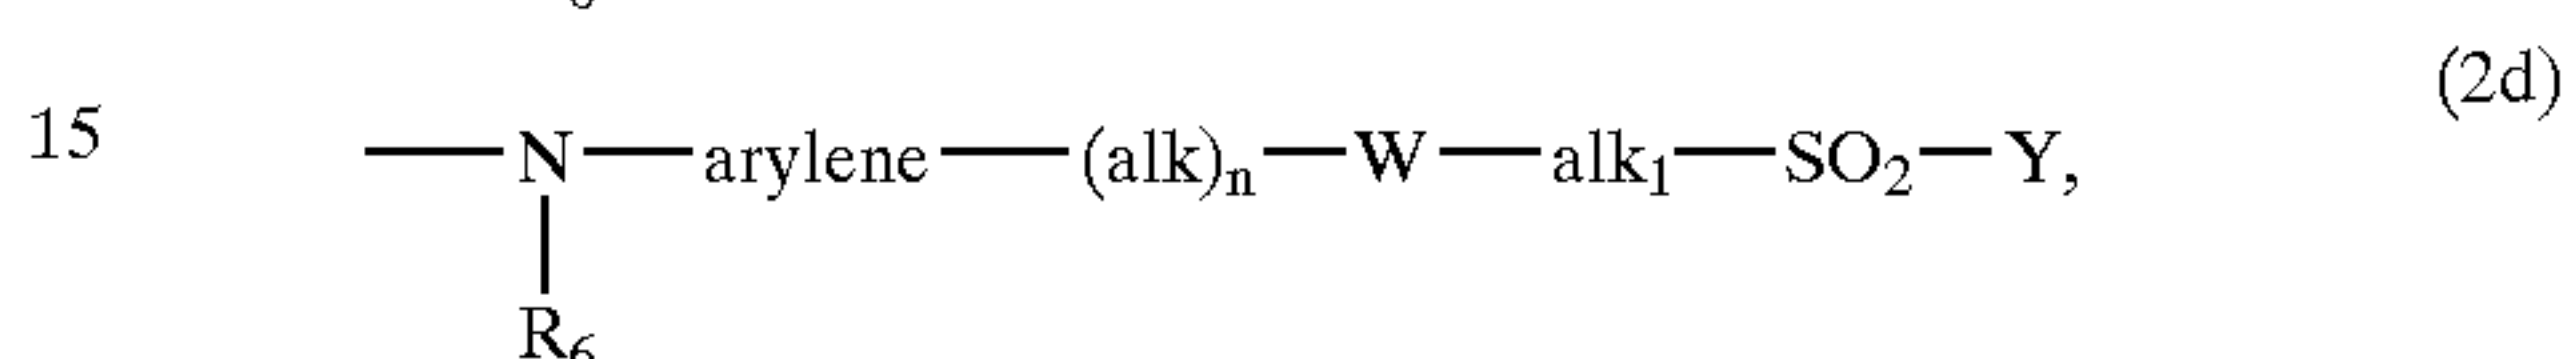 (2d)
15 —N—arylene—(alk)ₙ—W—alk₁—SO₂—Y,
R₆